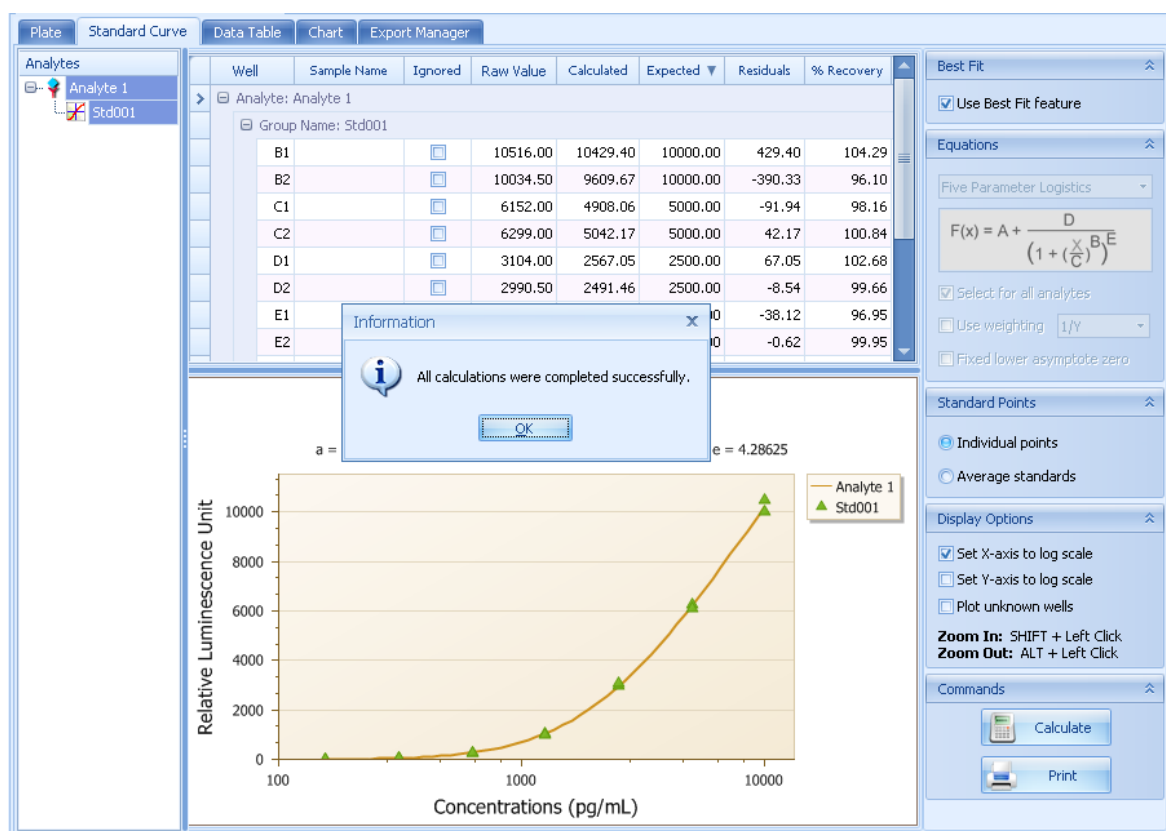 Plate Standard Curve Data Table Chart Export Manager
Analytes
Analyte 1
Std001
Well Sample Name Ignored Raw Value Calculated Expected Residuals % Recovery
Analyte: Analyte 1
Group Name: Std001
B1 10516.00 10429.40 10000.00 429.40 104.29
B2 10034.50 9609.67 10000.00 -390.33 96.10
C1 6152.00 4908.06 5000.00 -91.94 98.16
C2 6299.00 5042.17 5000.00 42.17 100.84
D1 3104.00 2567.05 2500.00 67.05 102.68
D2 2990.50 2491.46 2500.00 -8.54 99.66
E1 -38.12 96.95
E2 -0.62 99.95
Information
All calculations were completed successfully.
OK
a = e = 4.28625
Relative Luminescence Unit
10000
8000
6000
4000
2000
0
100 1000 10000
Concentrations (pg/mL)
Analyte 1
Std001
Best Fit
Use Best Fit feature
Equations
Five Parameter Logistics
F(x) = A + D / (1 + (X/C)^B)^E
Select for all analytes
Use weighting 1/Y
Fixed lower asymptote zero
Standard Points
Individual points
Average standards
Display Options
Set X-axis to log scale
Set Y-axis to log scale
Plot unknown wells
Zoom In: SHIFT + Left Click
Zoom Out: ALT + Left Click
Commands
Calculate
Print